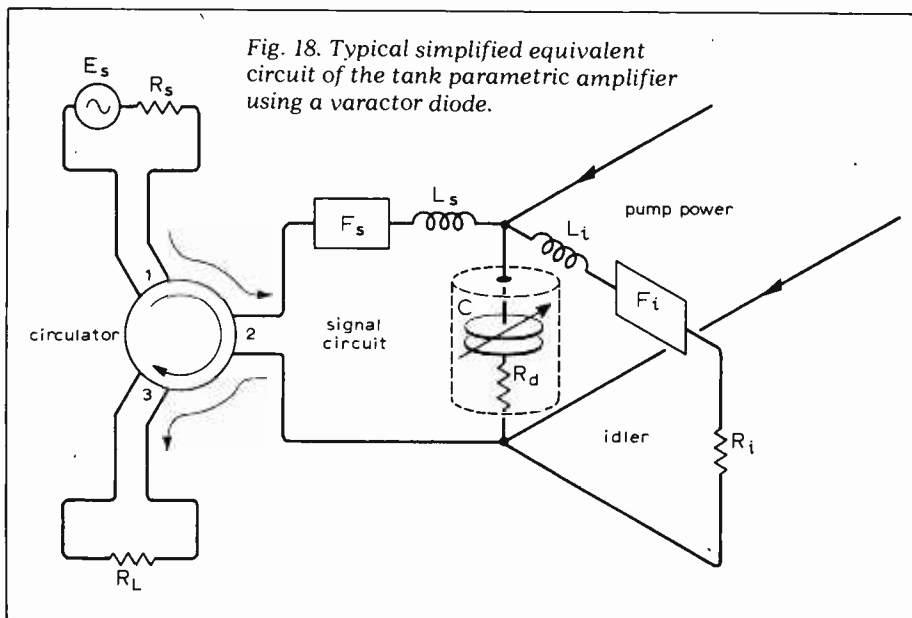 Fig. 18. Typical simplified equivalent
circuit of the tank parametric amplifier
using a varactor diode.
Es
Rs
Ls
Fs
pump power
Li
Fi
1
circulator
2
signal
circuit
C
Rd
3
idler
Ri
RL